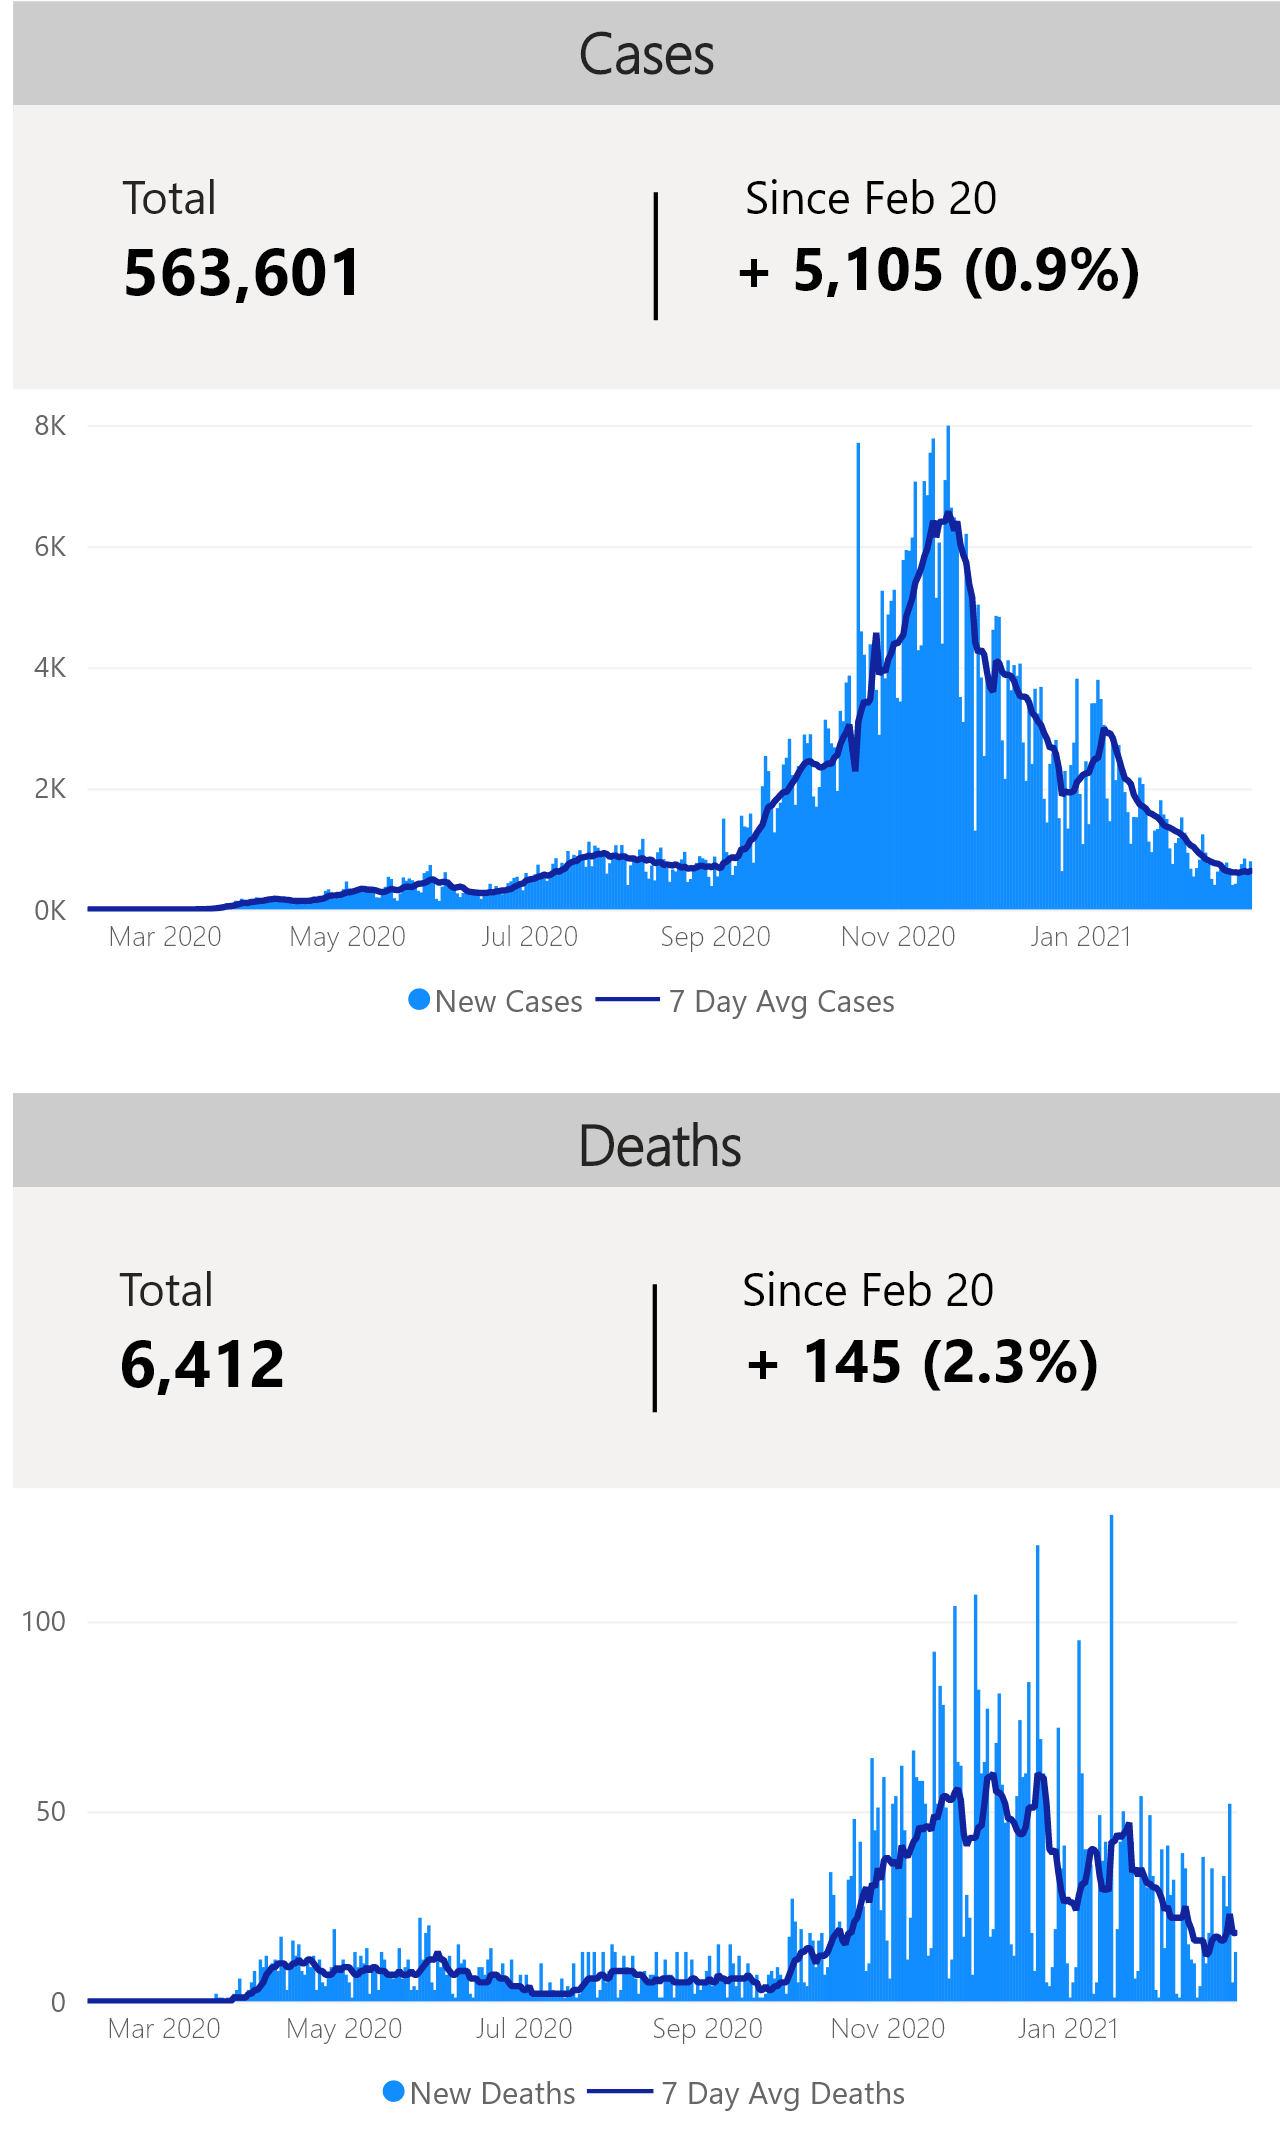 Cases
Total
Since Feb 20
563,601
+ 5,105 (0.9%)
8K
6K
4K
2K
0K
Mar 2020 May 2020 Jul 2020 Sep 2020 Nov 2020 Jan 2021
New Cases 7 Day Avg Cases
Deaths
Total
Since Feb 20
6,412
+ 145 (2.3%)
100
50
0
Mar 2020 May 2020 Jul 2020 Sep 2020 Nov 2020 Jan 2021
New Deaths 7 Day Avg Deaths